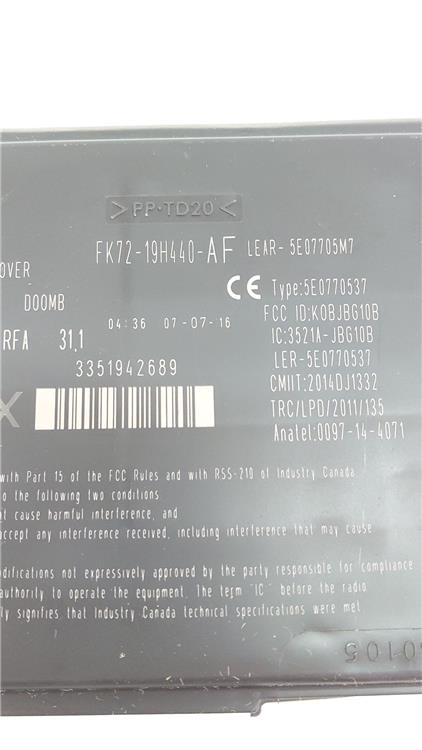 >PP·TD20<
FK72-19H440-AF LEAR-5E07705M7
OVER
CE Type:5E0770537
DOOMB
FCC ID:KOBJBG10B
04:36 07-07-16
IC:3521A-JBG10B
RFA 31,1
LER-5E0770537
3351942689
CMIIT:2014DJ1332
X
TRC/LPD/2011/135
Anatel:0097-14-4071
with Part 15 of the FCC Rules and with RSS-210 of Industry Canada
to the following two conditions
ot cause harmful interference, and
accept any interference received, including interference that may cause
odifications not expressively approved by the party responsible for compliance
authority to operate the equipment. The term "IC" before the radio
ly signifies that Industry Canada technical specifications were met